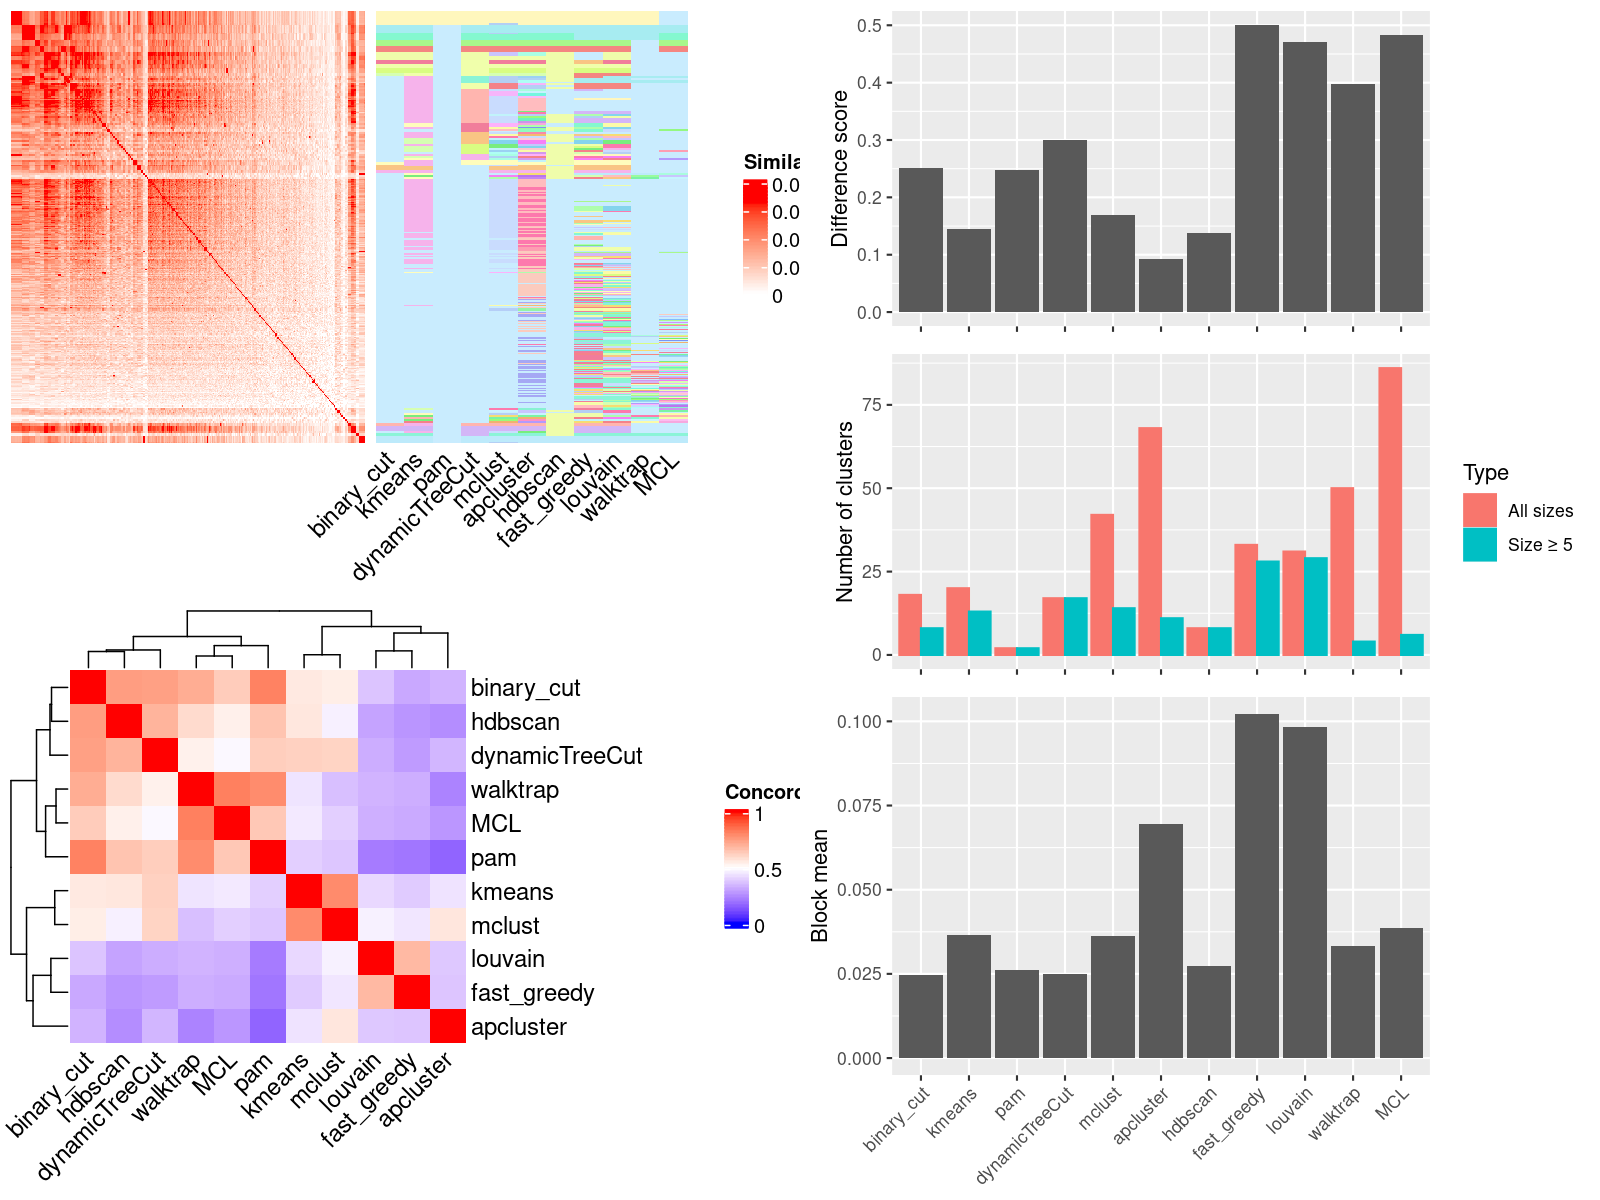 Simila
0.0
0.0
0.0
0.0
0
binary_cut
kmeans
pam
dynamicTreeCut
mclust
apcluster
hdbscan
fast_greedy
louvain
walktrap
MCL
binary_cut
hdbscan
dynamicTreeCut
walktrap
MCL
pam
kmeans
mclust
louvain
fast_greedy
apcluster
binary_cut
hdbscan
dynamicTreeCut
walktrap
MCL
pam
kmeans
mclust
louvain
fast_greedy
apcluster
Concord
1
0.5
0
Difference score
0.5
0.4
0.3
0.2
0.1
0.0
Number of clusters
75
50
25
0
Type
All sizes
Size ≥ 5
Block mean
0.100
0.075
0.050
0.025
0.000
binary_cut
kmeans
pam
dynamicTreeCut
mclust
apcluster
hdbscan
fast_greedy
louvain
walktrap
MCL